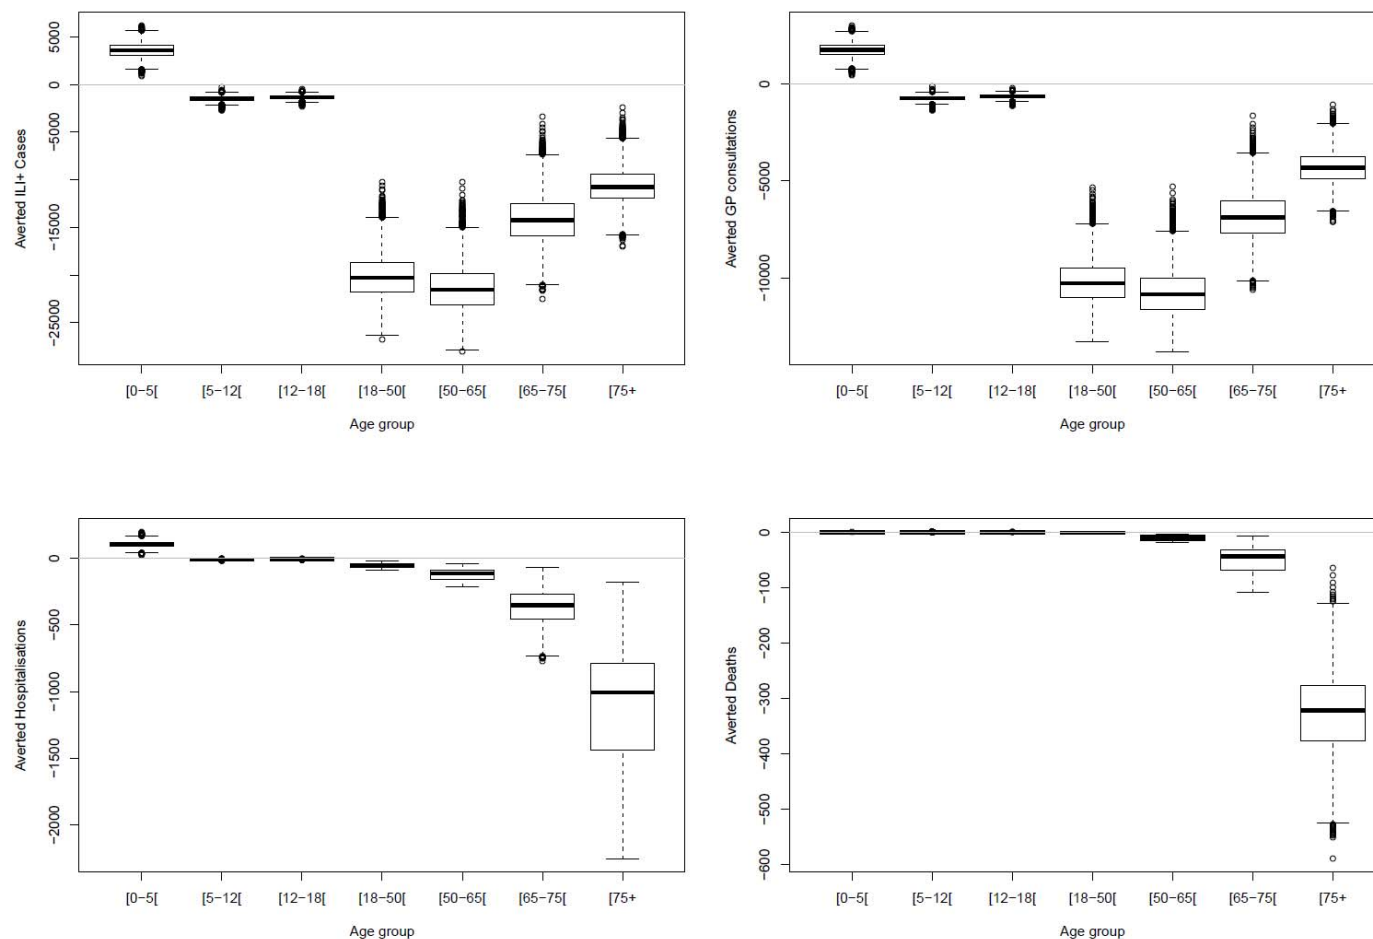 Averted ILI+ Cases
5000
0
−5000
−15000
−25000
[0−5[ [5−12[ [12−18[ [18−50[ [50−65[ [65−75[ [75+
Age group
Averted GP consultations
0
−5000
−10000
[0−5[ [5−12[ [12−18[ [18−50[ [50−65[ [65−75[ [75+
Age group
Averted Hospitalisations
0
−500
−1000
−1500
−2000
[0−5[ [5−12[ [12−18[ [18−50[ [50−65[ [65−75[ [75+
Age group
Averted Deaths
0
−100
−200
−300
−400
−500
−600
[0−5[ [5−12[ [12−18[ [18−50[ [50−65[ [65−75[ [75+
Age group